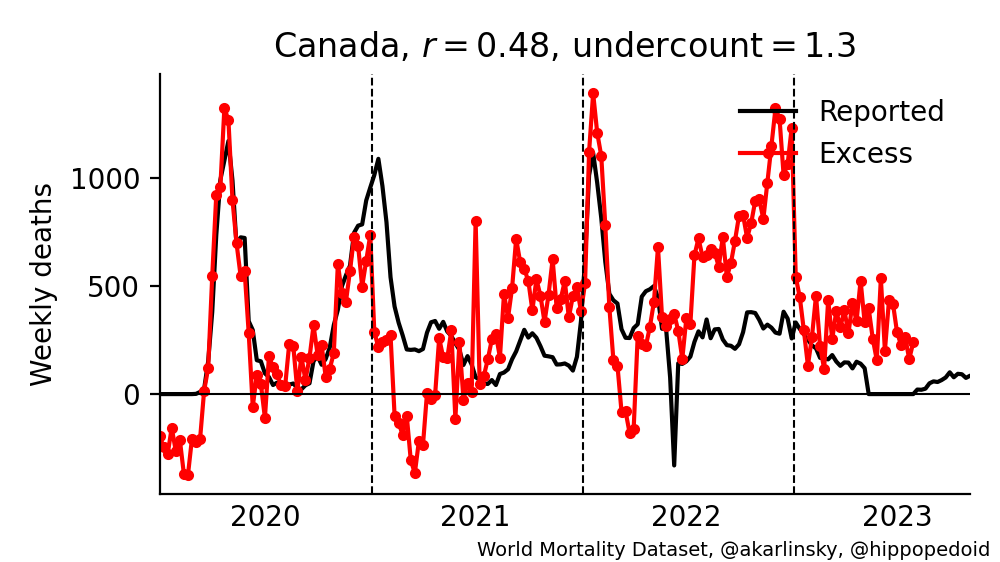 Canada, r = 0.48, undercount = 1.3
Reported
Excess
Weekly deaths
1000
500
0
2020
2021
2022
2023
World Mortality Dataset, @akarlinsky, @hippopedoid